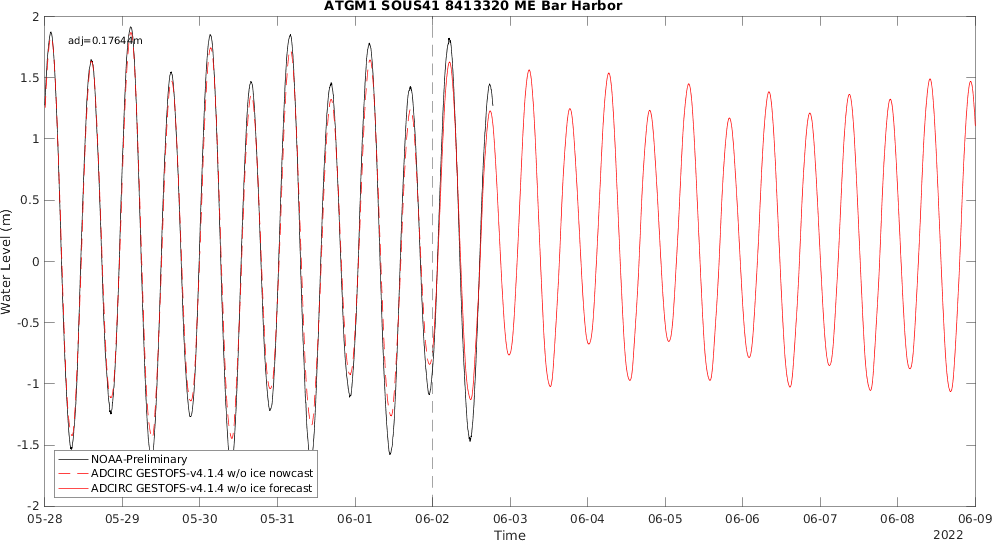 ATGM1 SOUS41 8413320 ME Bar Harbor
adj=0.17644m
Water Level (m)
2
1.5
1
0.5
0
-0.5
-1
-1.5
-2
NOAA-Preliminary
ADCIRC GESTOFS-v4.1.4 w/o ice nowcast
ADCIRC GESTOFS-v4.1.4 w/o ice forecast
05-28 05-29 05-30 05-31 06-01 06-02 06-03 06-04 06-05 06-06 06-07 06-08 06-09
Time
2022